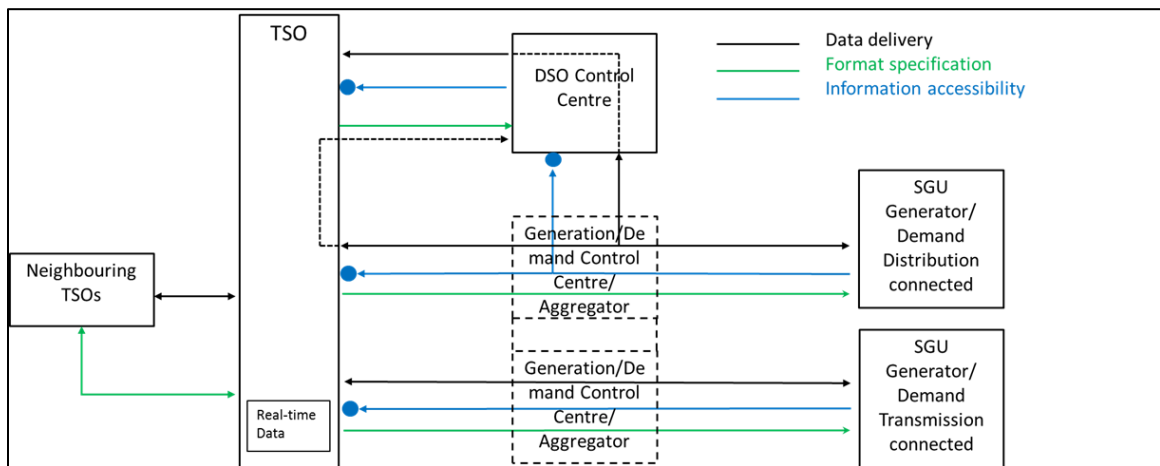 TSO
DSO Control
Centre
Data delivery
Format specification
Information accessibility
SGU
Generator/
Demand
Distribution
connected
Generation/De
mand Control
Centre/
Aggregator
Neighbouring
TSOs
SGU
Generator/
Demand
Transmission
connected
Generation/De
mand Control
Centre/
Aggregator
Real-time
Data